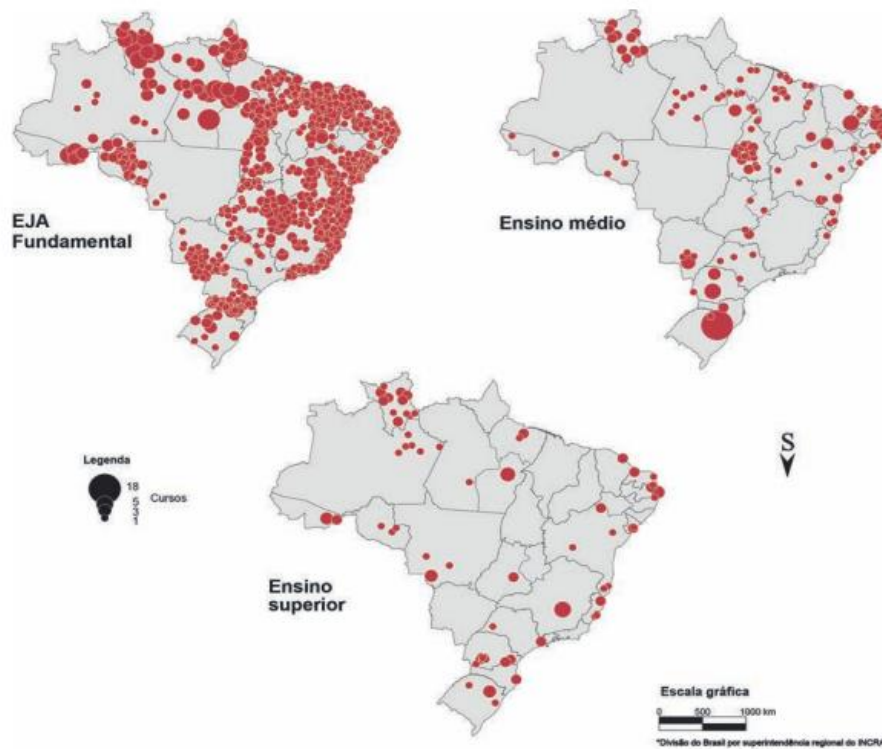 EJA
Fundamental
Ensino médio
Ensino
superior
Legenda
18
5
3
1
Cursos
S
Escala gráfica
0 500 1000 km
*Divisão do Brasil por superintendência regional do INCRA